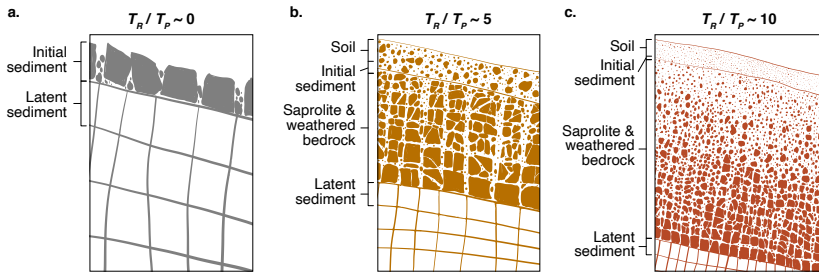 a.
T_R / T_P ~ 0
Initial
sediment
Latent
sediment
b.
T_R / T_P ~ 5
Soil
Initial
sediment
Saprolite &
weathered
bedrock
Latent
sediment
c.
T_R / T_P ~ 10
Soil
Initial
sediment
Saprolite &
weathered
bedrock
Latent
sediment